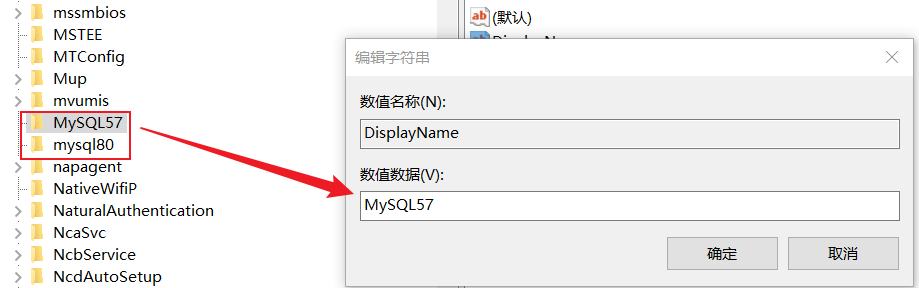 mssmbios
MSTEE
MTConfig
Mup
mvumis
MySQL57
mysql80
napagent
NativeWifiP
NaturalAuthentication
NcaSvc
NcbService
NcdAutoSetup
ab
(默认)
编辑字符串
数值名称(N):
DisplayName
数值数据(V):
MySQL57
确定
取消